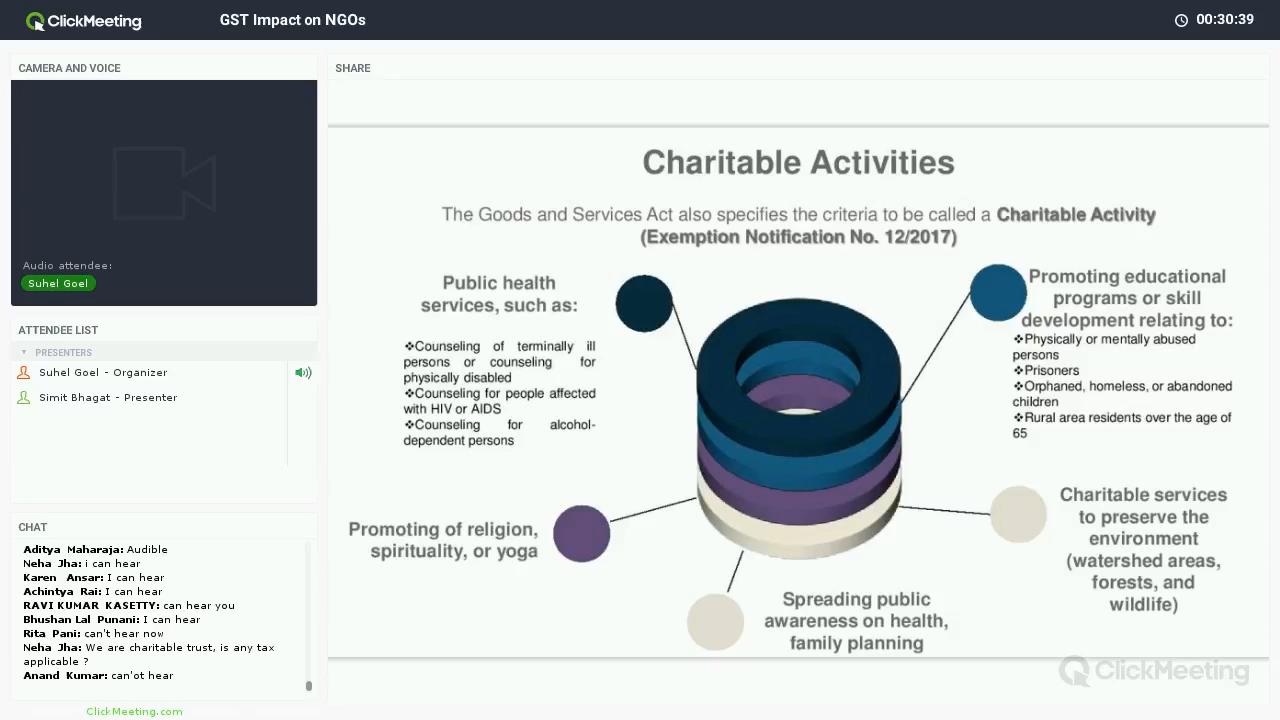 ClickMeeting
GST Impact on NGOs
00:30:39
CAMERA AND VOICE
Audio attendee:
Suhel Goel
ATTENDEE LIST
PRESENTERS
Suhel Goel - Organizer
Simit Bhagat - Presenter
CHAT
Aditya Maharaja: Audible
Neha Jha: i can hear
Karen Ansar: I can hear
Achintya Rai: I can hear
RAVI KUMAR KASETTY: can hear you
Bhushan Lal Punani: I can hear
Rita Pani: can't hear now
Neha Jha: We are charitable trust, is any tax
applicable ?
Anand Kumar: can'ot hear
ClickMeeting.com
SHARE
Charitable Activities
The Goods and Services Act also specifies the criteria to be called a Charitable Activity
(Exemption Notification No. 12/2017)
Public health
services, such as:
❖Counseling of terminally ill
persons or counseling for
physically disabled
❖Counseling for people affected
with HIV or AIDS
❖Counseling for alcohol-
dependent persons
Promoting educational
programs or skill
development relating to:
❖Physically or mentally abused
persons
❖Prisoners
❖Orphaned, homeless, or abandoned
children
❖Rural area residents over the age of
65
Promoting of religion,
spirituality, or yoga
Charitable services
to preserve the
environment
(watershed areas,
forests, and
wildlife)
Spreading public
awareness on health,
family planning
ClickMeeting